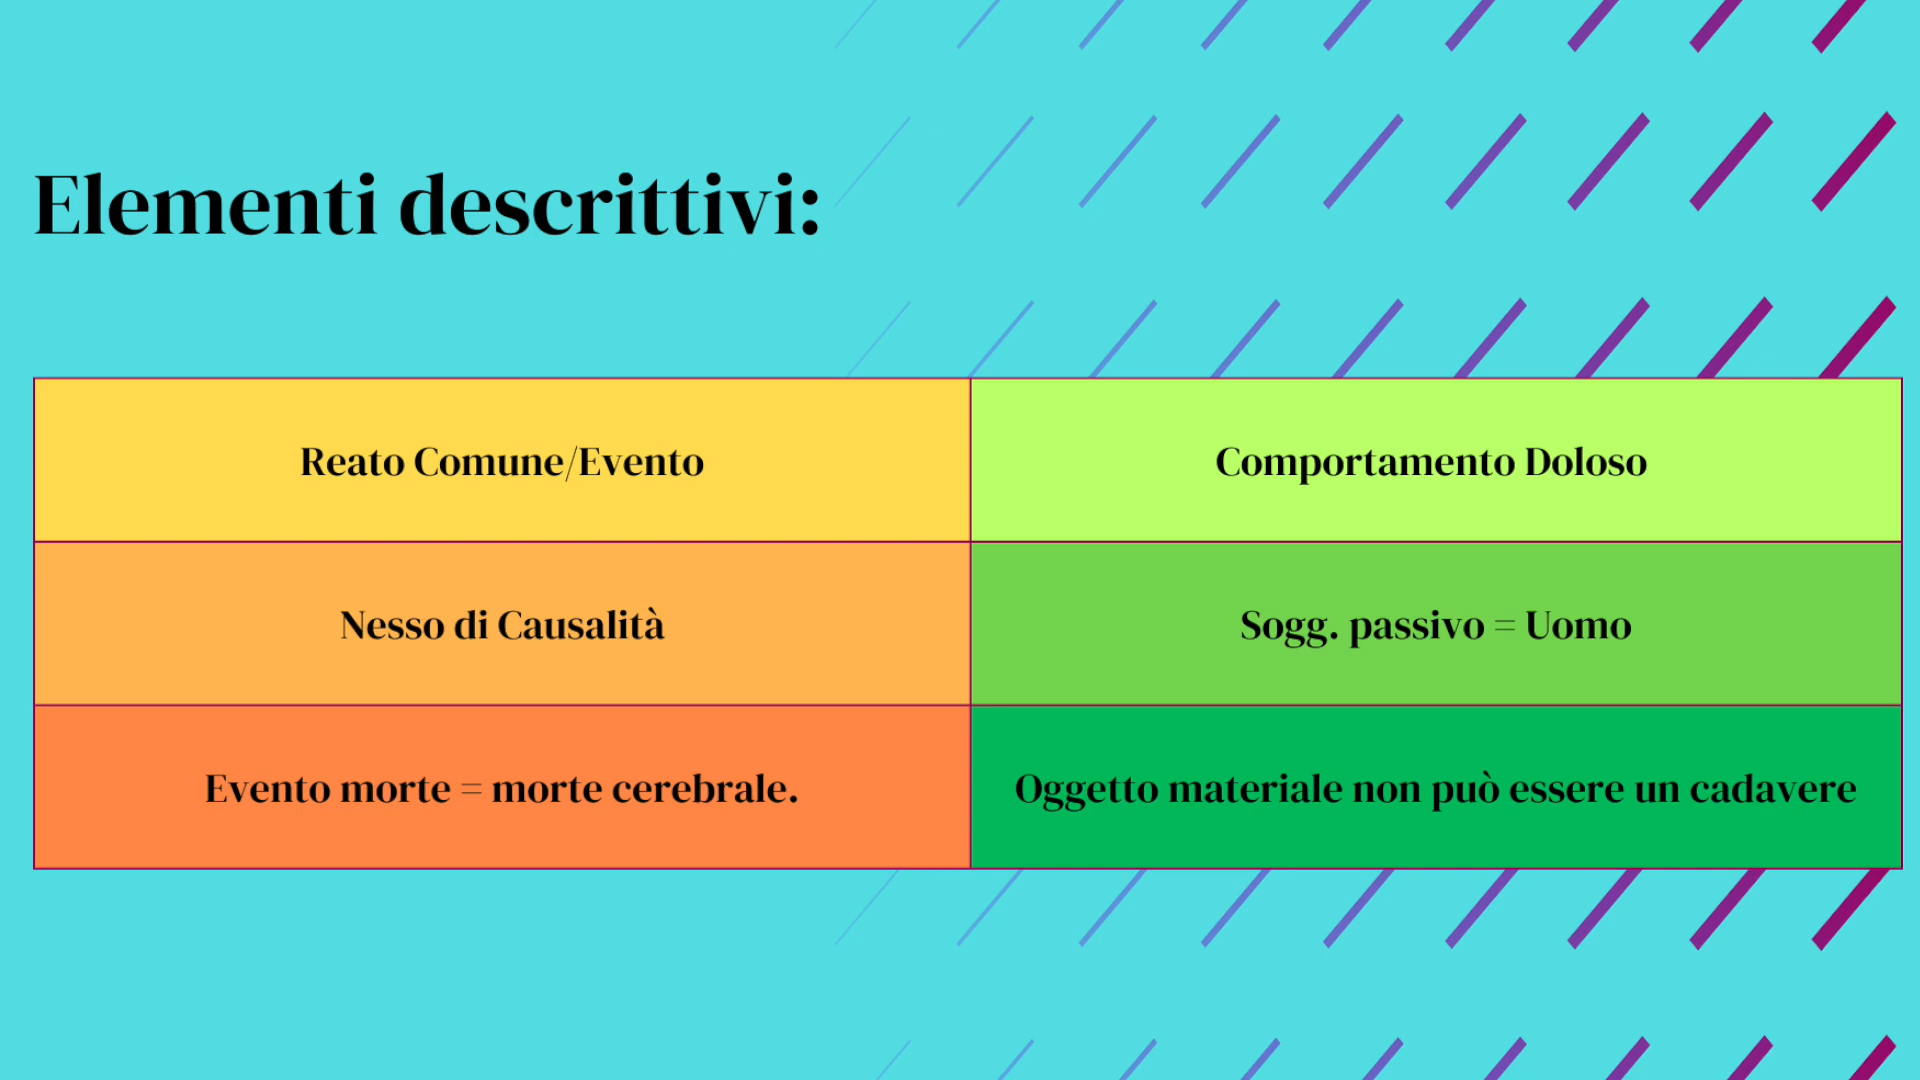 Elementi descrittivi:
Reato Comune/Evento
Comportamento Doloso
Nesso di Causalità
Sogg. passivo = Uomo
Evento morte = morte cerebrale.
Oggetto materiale non può essere un cadavere